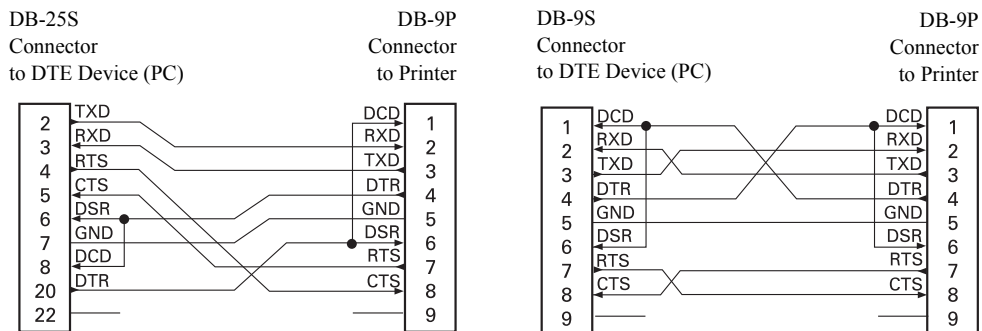 DB-25S
Connector
to DTE Device (PC)
DB-9P
Connector
to Printer
2 TXD DCD 1
3 RXD RXD 2
4 RTS TXD 3
5 CTS DTR 4
6 DSR GND 5
7 GND DSR 6
8 DCD RTS 7
20 DTR CTS 8
22 9
DB-9S
Connector
to DTE Device (PC)
DB-9P
Connector
to Printer
1 DCD DCD 1
2 RXD RXD 2
3 TXD TXD 3
4 DTR DTR 4
5 GND GND 5
6 DSR DSR 6
7 RTS RTS 7
8 CTS CTS 8
9 9